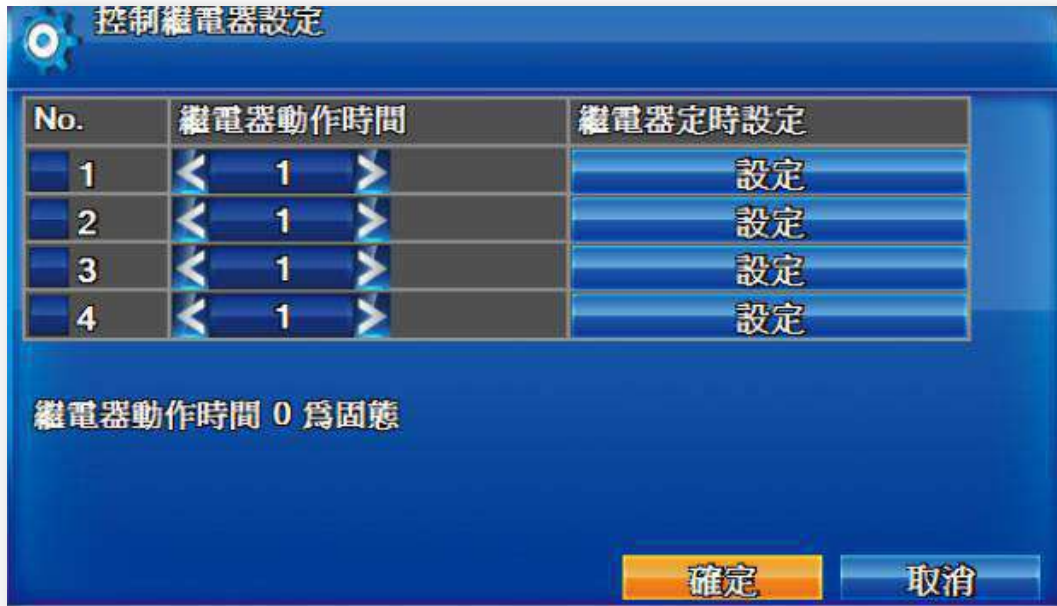 控制繼電器設定
No. 繼電器動作時間 繼電器定時設定
1 < 1 > 設定
2 < 1 > 設定
3 < 1 > 設定
4 < 1 > 設定
繼電器動作時間 0 爲固態
確定 取消